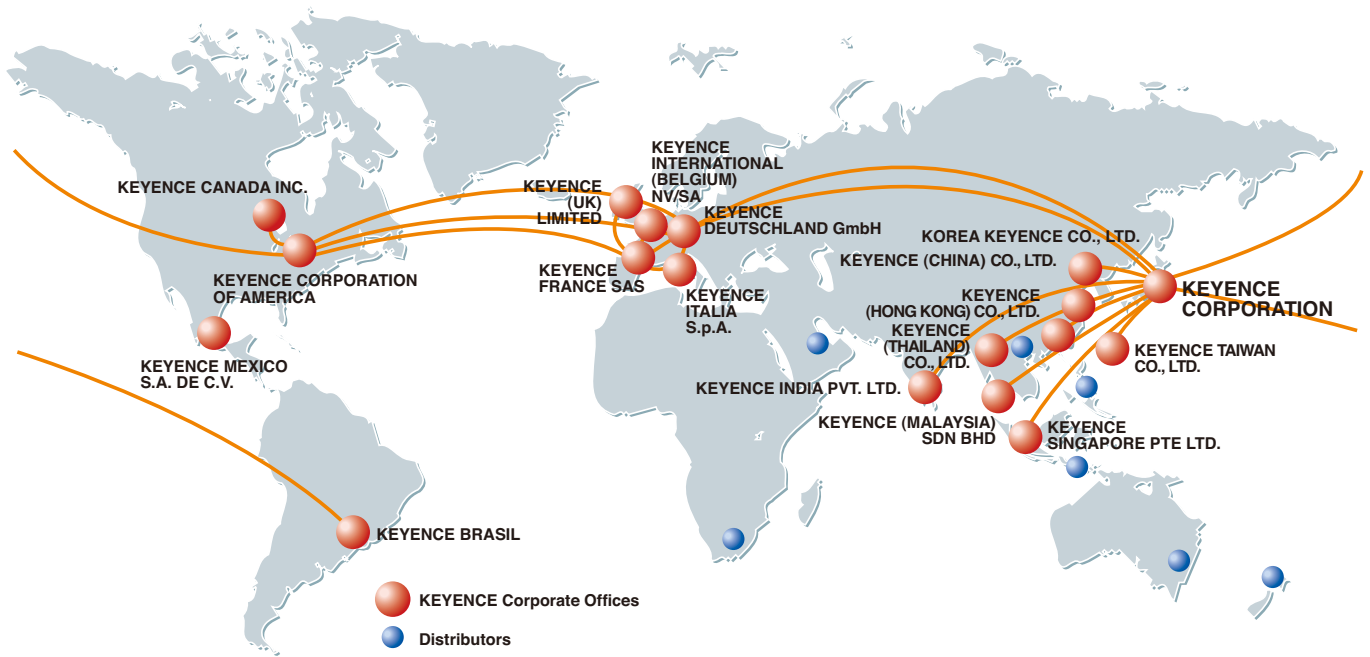 KEYENCE CANADA INC.
KEYENCE CORPORATION
OF AMERICA
KEYENCE MEXICO
S.A. DE C.V.
KEYENCE BRASIL
KEYENCE
(UK)
LIMITED
KEYENCE
INTERNATIONAL
(BELGIUM)
NV/SA
KEYENCE
DEUTSCHLAND GmbH
KEYENCE
FRANCE SAS
KEYENCE
ITALIA
S.p.A.
KOREA KEYENCE CO., LTD.
KEYENCE (CHINA) CO., LTD.
KEYENCE
(HONG KONG) CO., LTD.
KEYENCE
(THAILAND)
CO., LTD.
KEYENCE
CORPORATION
KEYENCE TAIWAN
CO., LTD.
KEYENCE INDIA PVT. LTD.
KEYENCE (MALAYSIA)
SDN BHD
KEYENCE
SINGAPORE PTE LTD.
KEYENCE Corporate Offices
Distributors